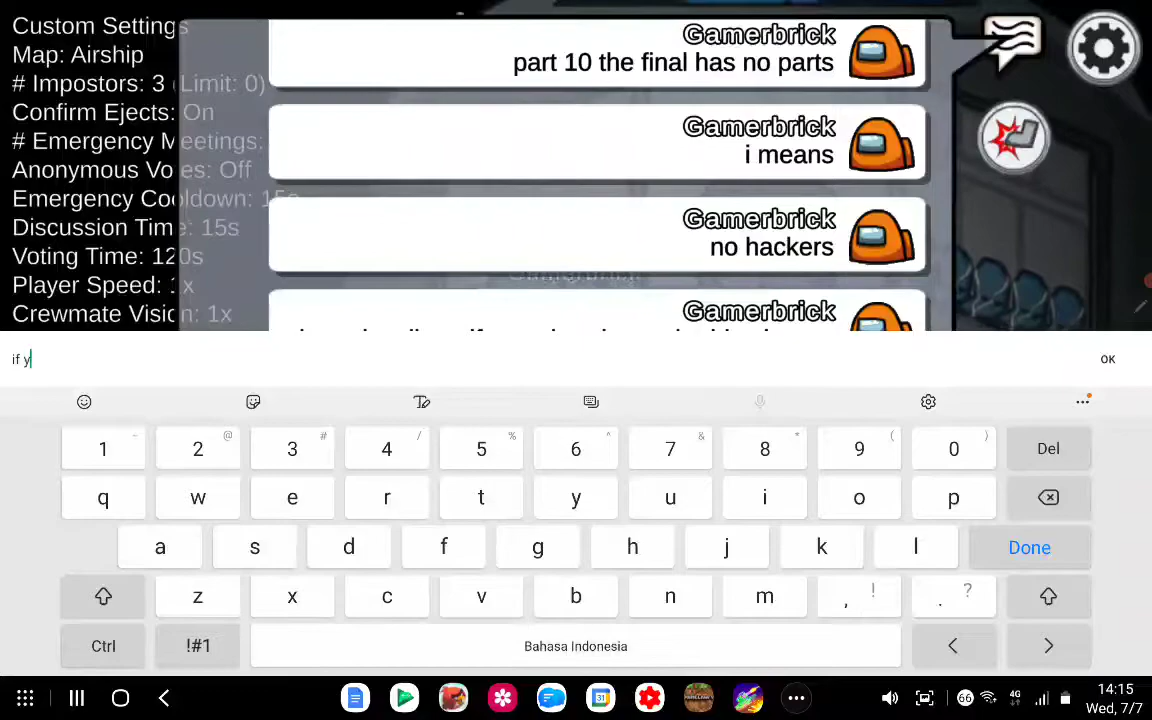 Custom Settings
Map: Airship
# Impostors: 3 (Limit: 0)
Confirm Ejects: On
# Emergency Meetings:
Anonymous Votes: Off
Emergency Cooldown: 15s
Discussion Time: 15s
Voting Time: 120s
Player Speed: 1x
Crewmate Vision: 1x
Gamerbrick
part 10 the final has no parts
Gamerbrick
i means
Gamerbrick
no hackers
Gamerbrick
if y
OK
1 2 3 4 5 6 7 8 9 0 Del
q w e r t y u i o p
a s d f g h j k l Done
z x c v b n m , ! . ?
Ctrl !#1 Bahasa Indonesia < >
66 4G 14:15
Wed, 7/7